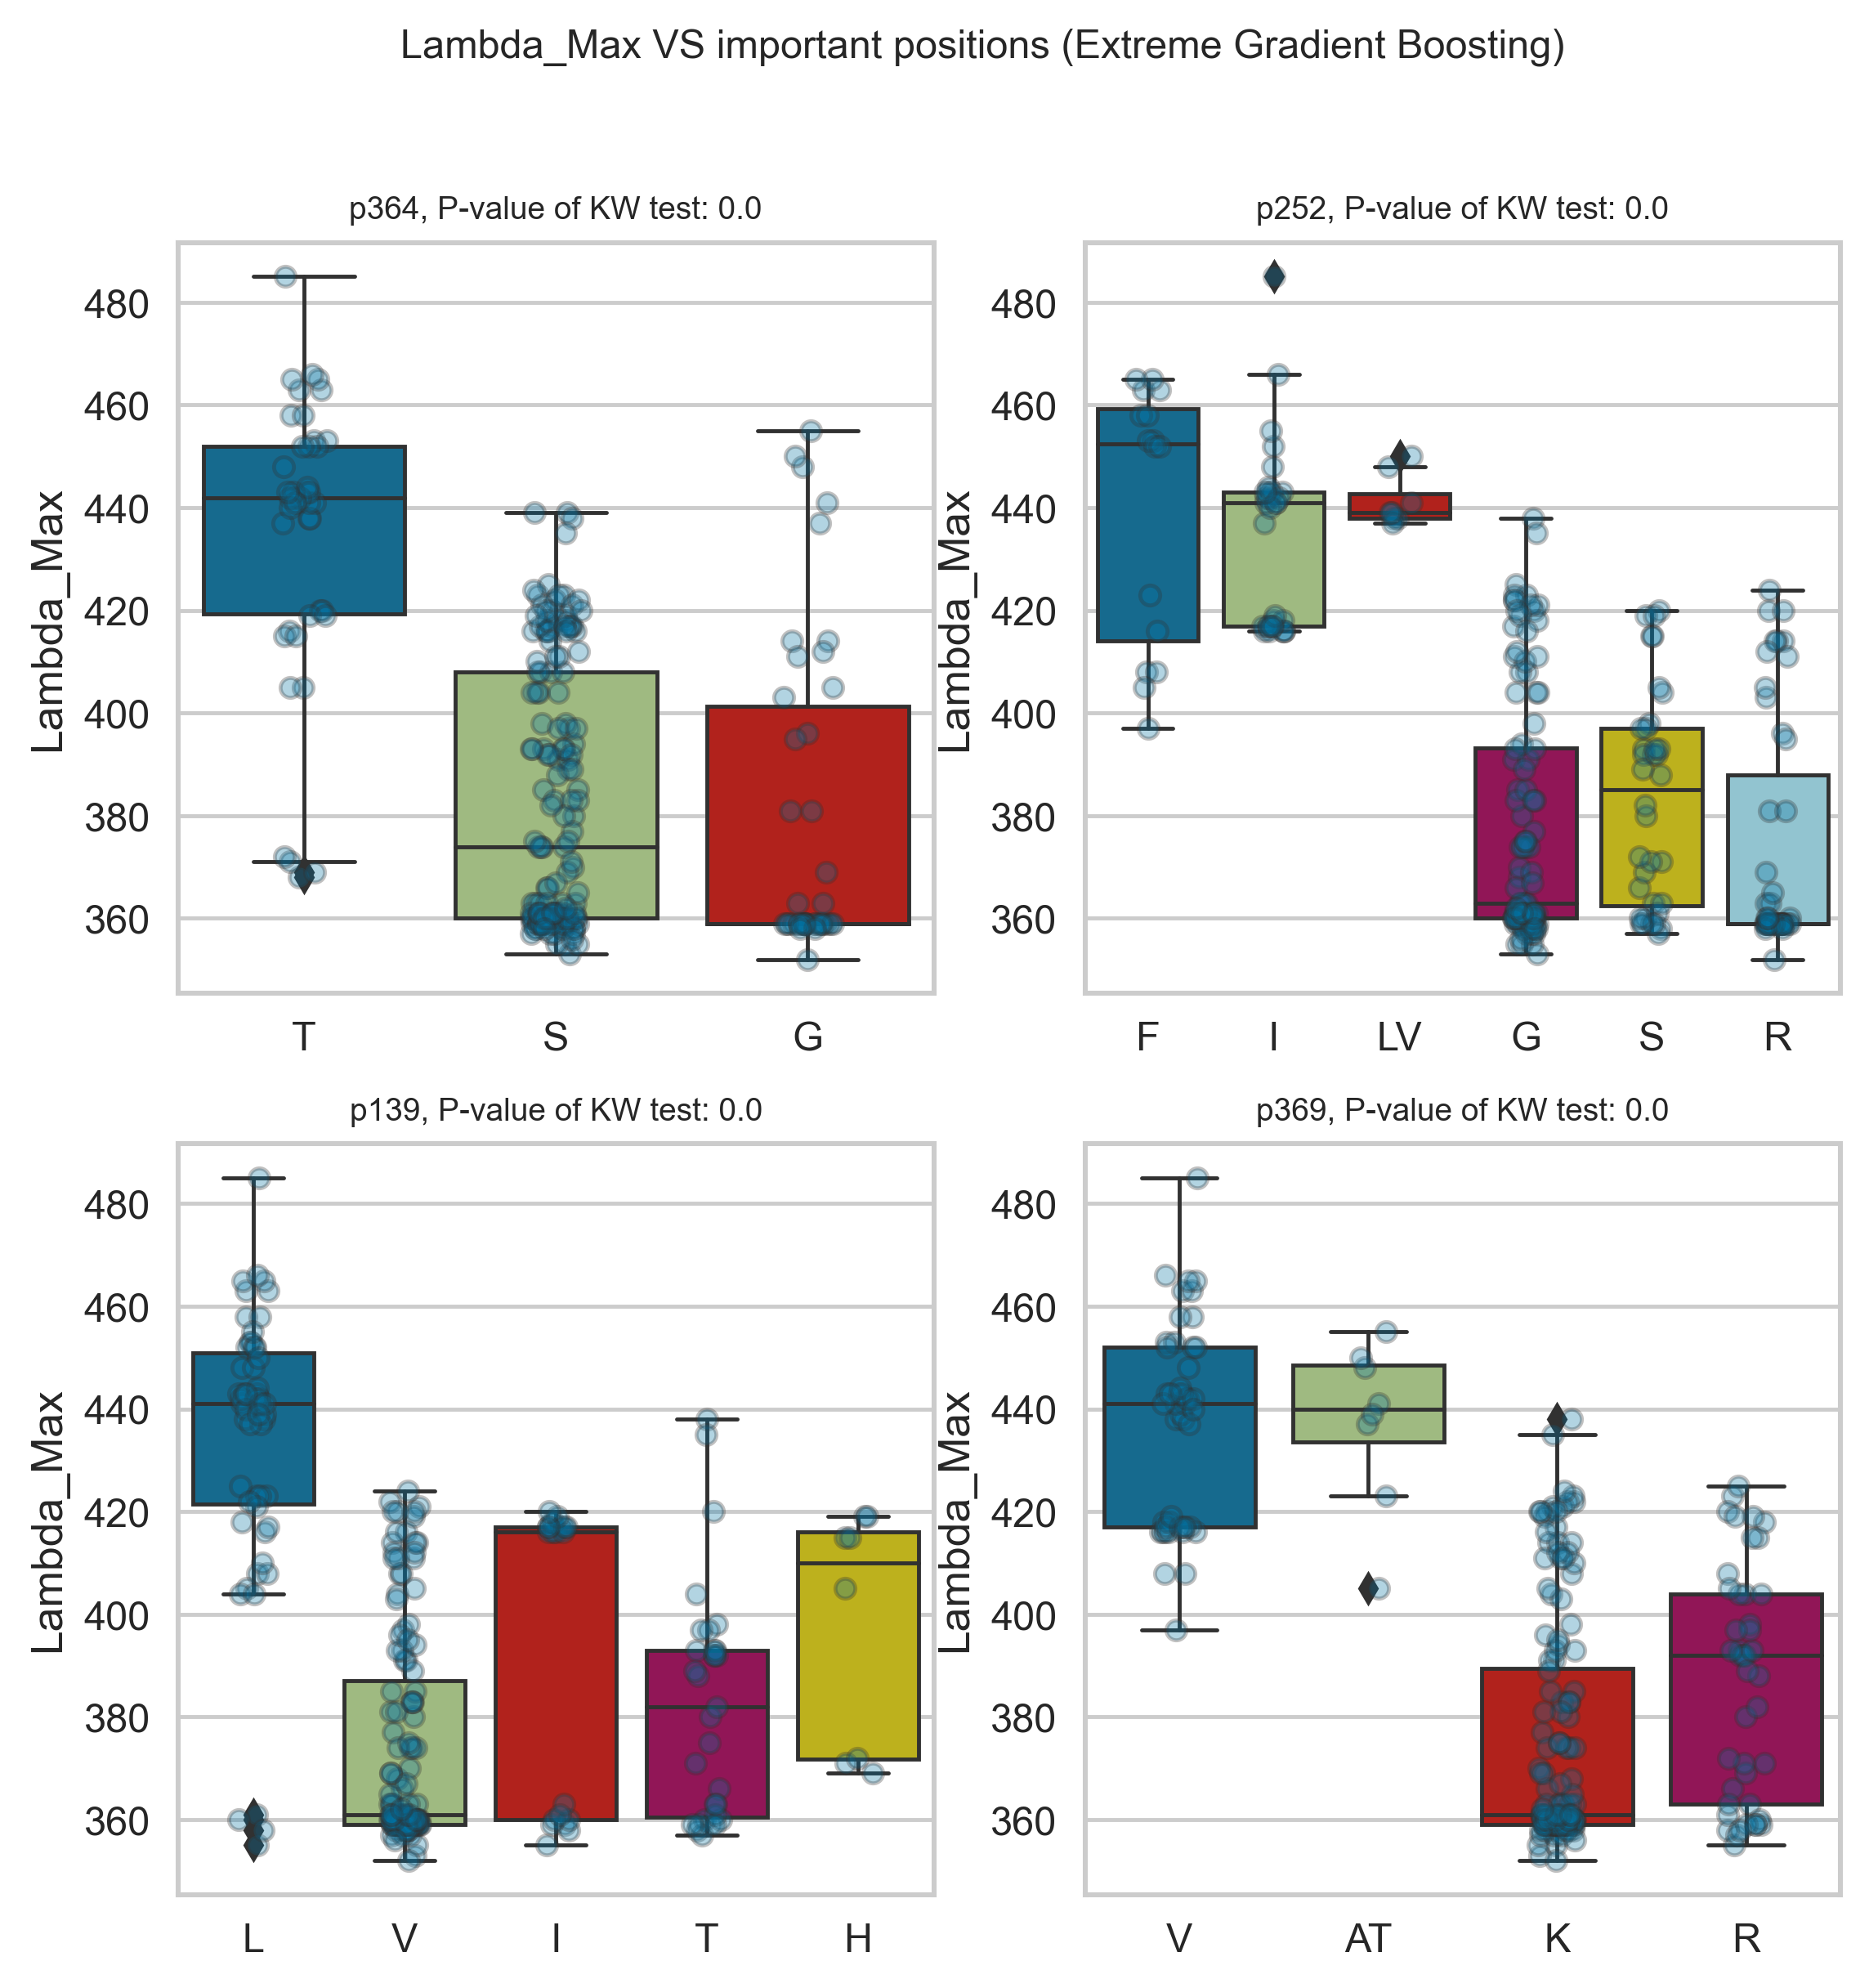 Lambda_Max VS important positions (Extreme Gradient Boosting)
p364, P-value of KW test: 0.0
Lambda_Max
480
460
440
420
400
380
360
T S G
p252, P-value of KW test: 0.0
Lambda_Max
480
460
440
420
400
380
360
F I LV G S R
p139, P-value of KW test: 0.0
Lambda_Max
480
460
440
420
400
380
360
L V I T H
p369, P-value of KW test: 0.0
Lambda_Max
480
460
440
420
400
380
360
V AT K R